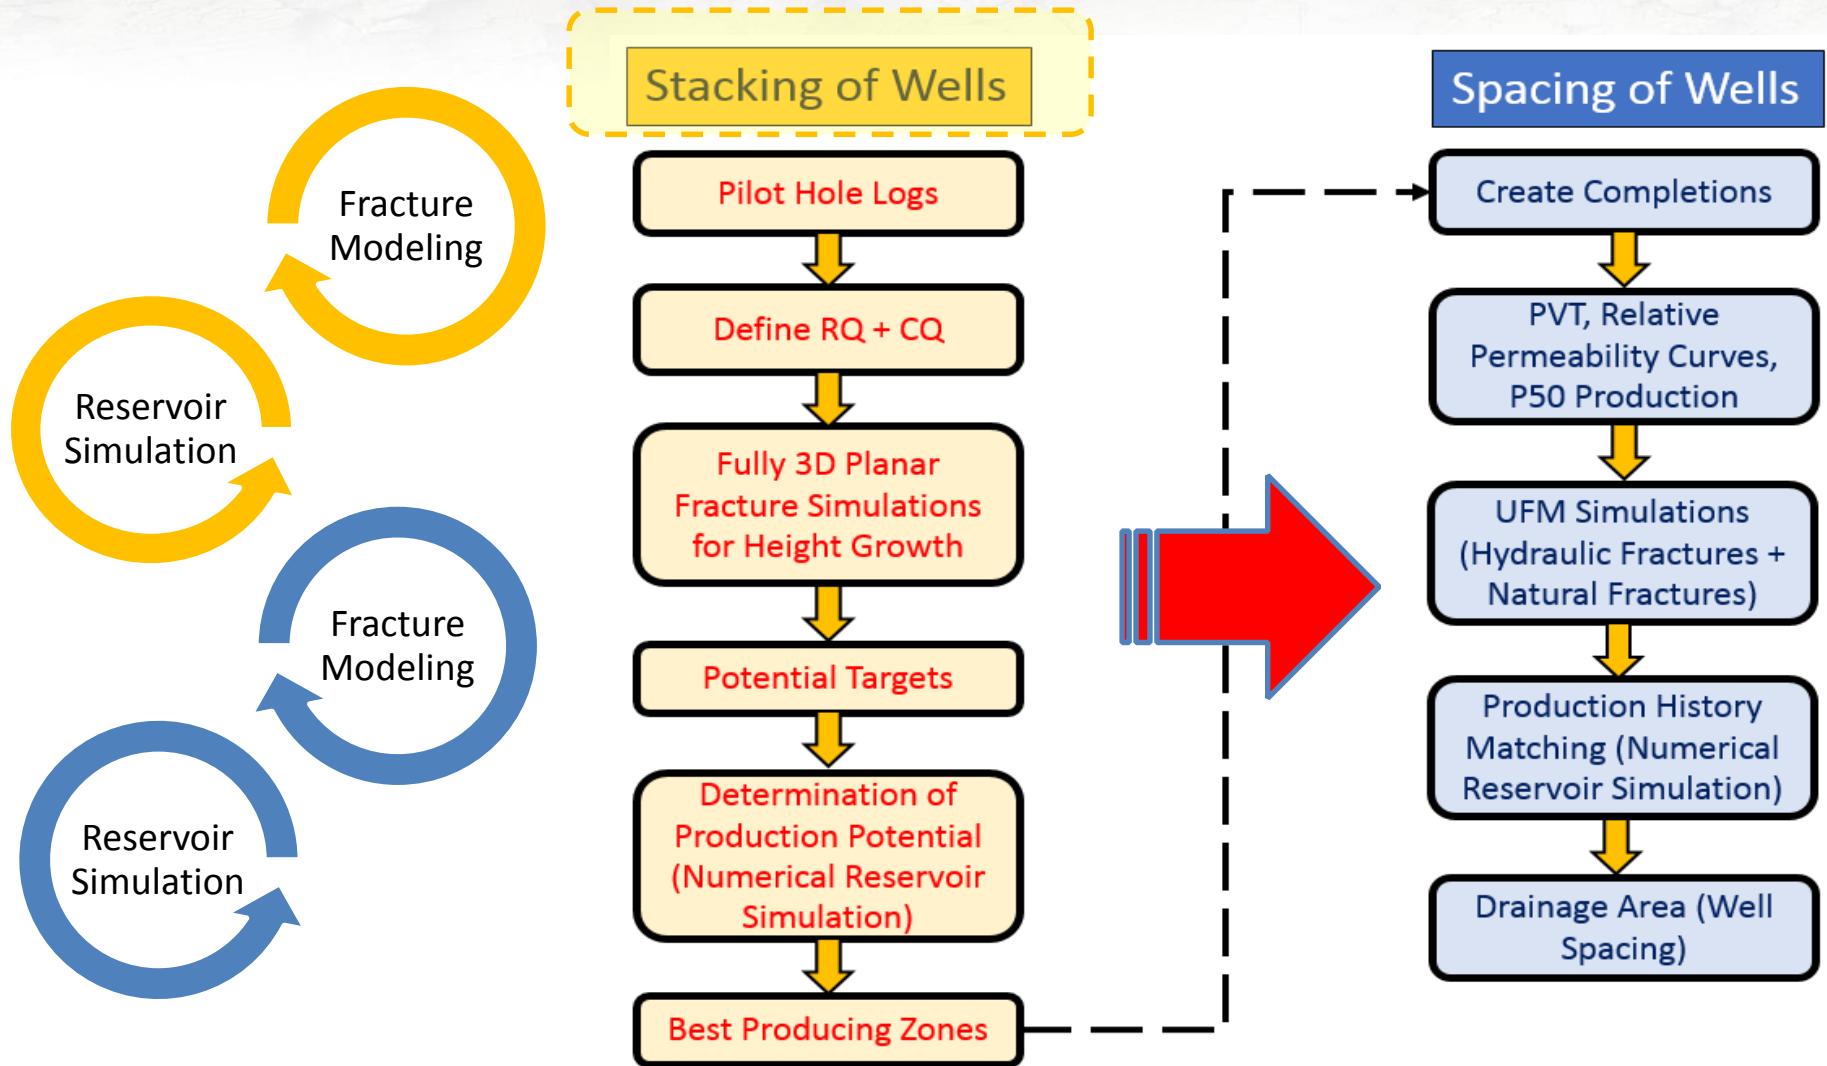 Fracture
Modeling
Reservoir
Simulation
Fracture
Modeling
Reservoir
Simulation
Stacking of Wells
Pilot Hole Logs
Define RQ + CQ
Fully 3D Planar
Fracture Simulations
for Height Growth
Potential Targets
Determination of
Production Potential
(Numerical Reservoir
Simulation)
Best Producing Zones
Spacing of Wells
Create Completions
PVT, Relative
Permeability Curves,
P50 Production
UFM Simulations
(Hydraulic Fractures +
Natural Fractures)
Production History
Matching (Numerical
Reservoir Simulation)
Drainage Area (Well
Spacing)